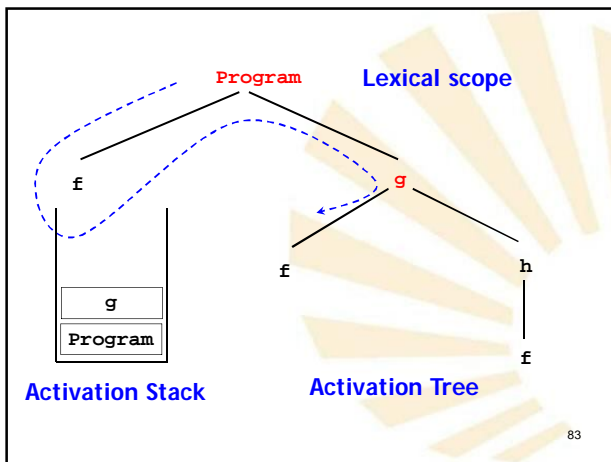 Program
Lexical scope
f
g
f
h
g
Program
f
Activation Stack
Activation Tree
83